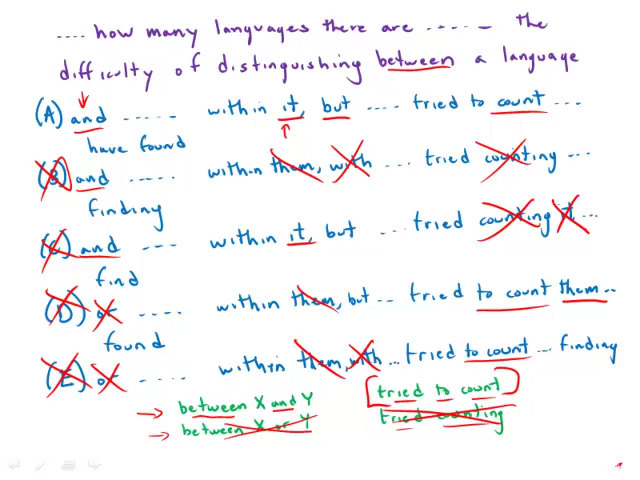 .... how many languages there are ...... the
difficulty of distinguishing between a language
(A) and ..... within it, but .... tried to count ...
have found
(B) and ..... within them, with ... tried counting ...
finding
(C) and .... within it, but ... tried counting it ...
find
(D) or .... within them, but ... tried to count them ..
found
(E) or .... within them, with ... tried to count ... finding
→ between X and Y
→ between X or Y
tried to count
tried counting